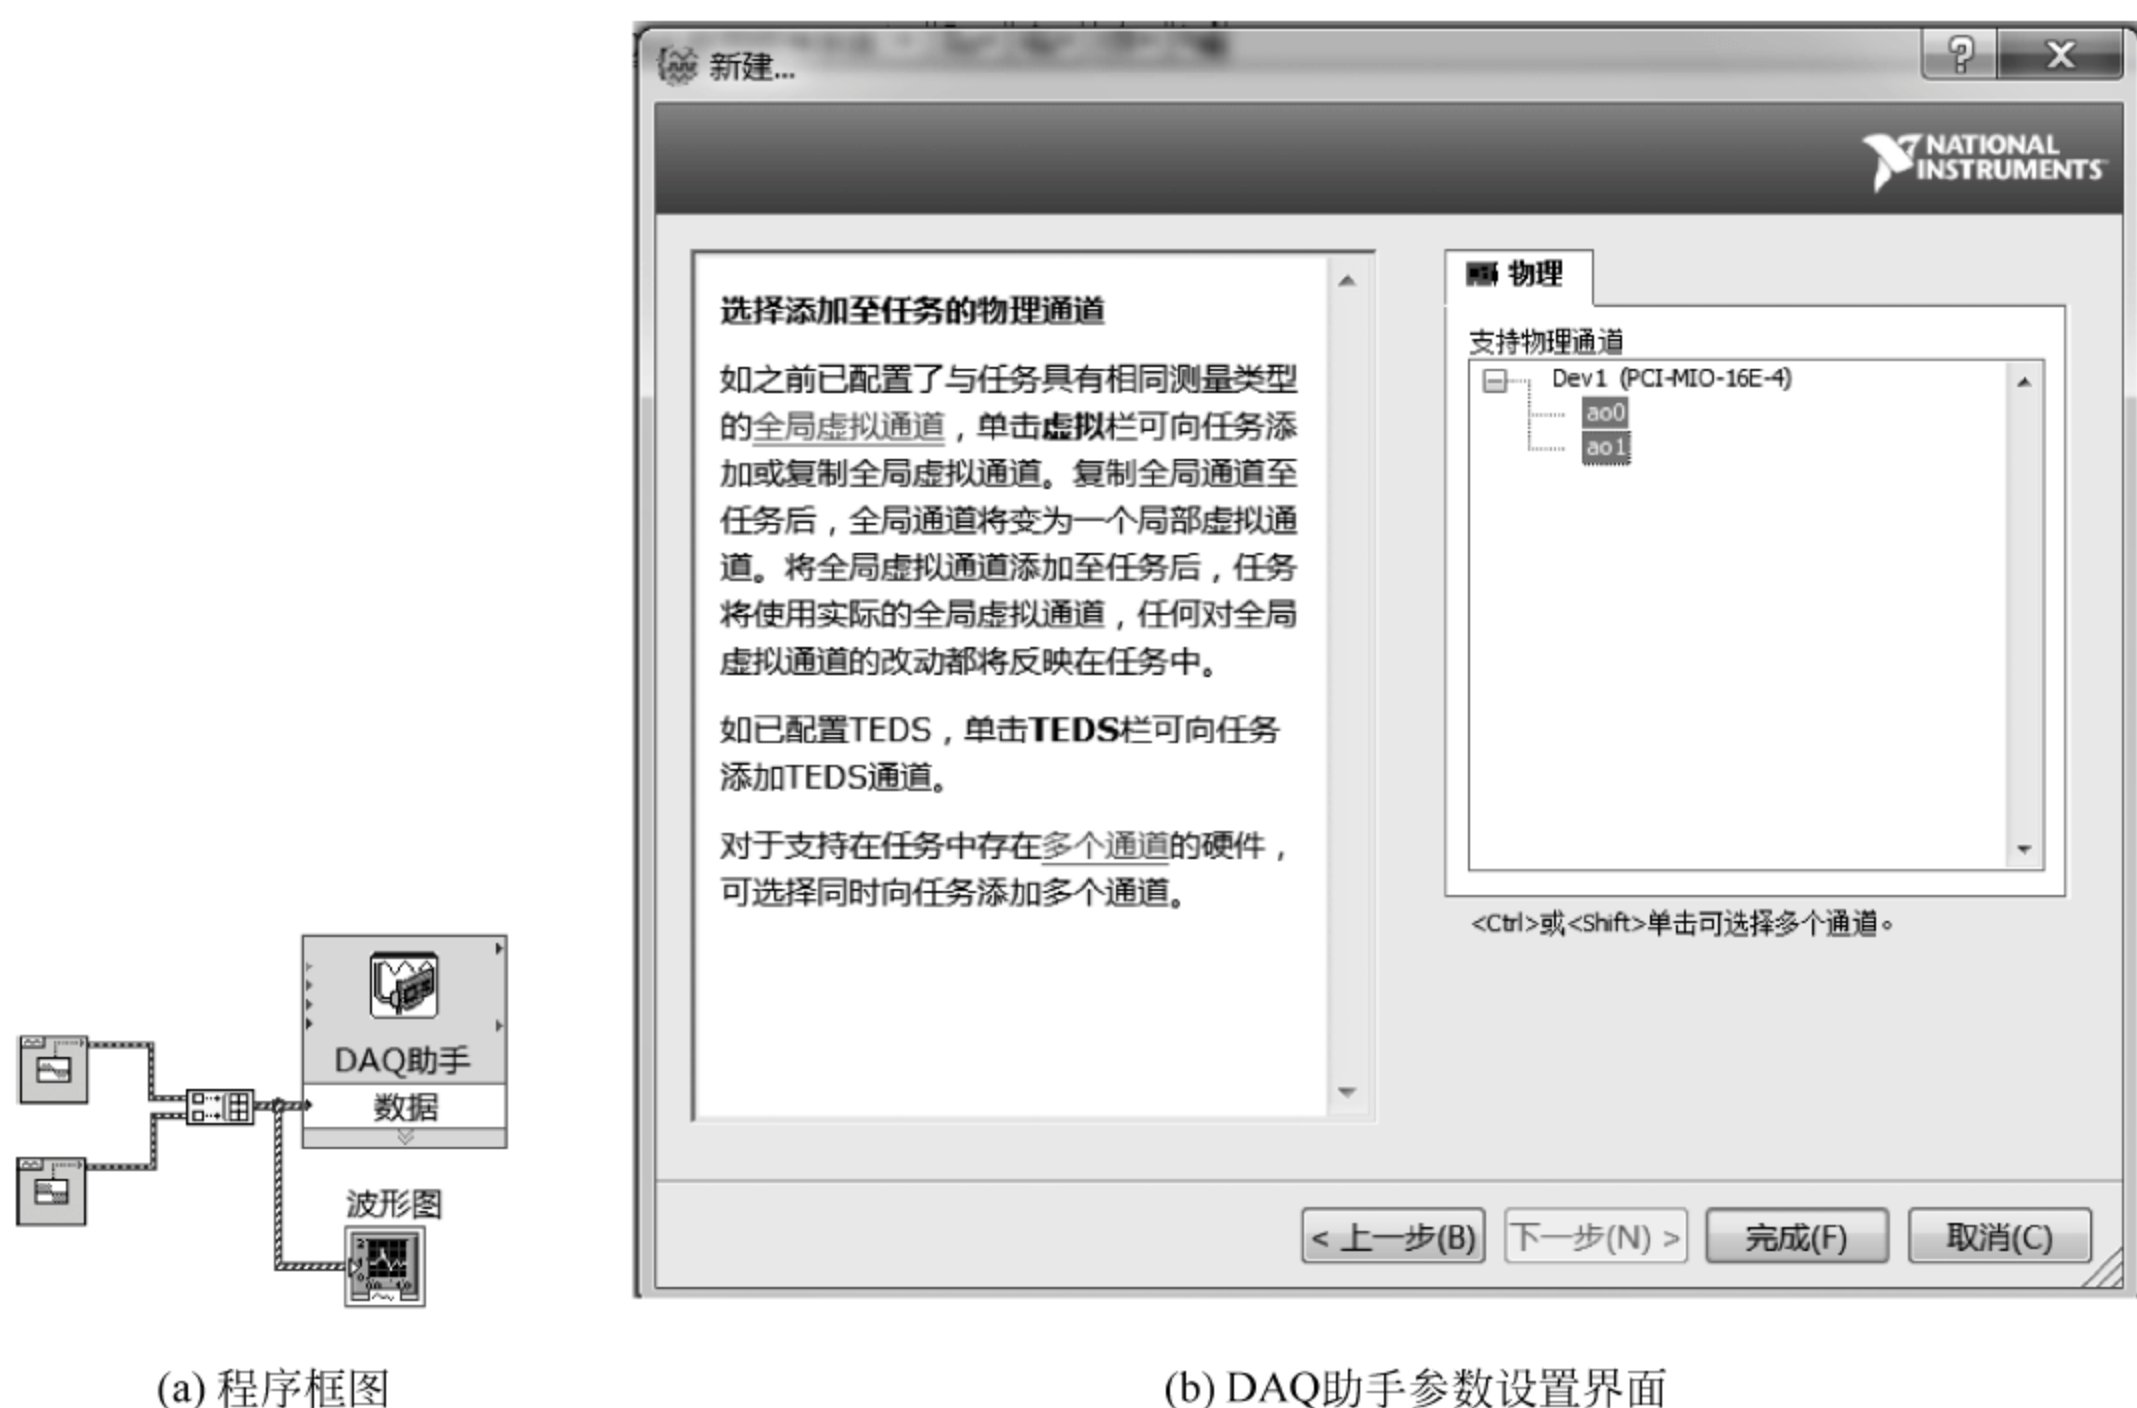 新建...
NATIONAL
INSTRUMENTS
选择添加至任务的物理通道
如之前已配置了与任务具有相同测量类型
的全局虚拟通道，单击虚拟栏可向任务添
加或复制全局虚拟通道。复制全局通道至
任务后，全局通道将变为一个局部虚拟通
道。将全局虚拟通道添加至任务后，任务
将使用实际的全局虚拟通道，任何对全局
虚拟通道的改动都将反映在任务中。
如已配置TEDS，单击TEDS栏可向任务
添加TEDS通道。
对于支持在任务中存在多个通道的硬件，
可选择同时向任务添加多个通道。
物理
支持物理通道
Dev1 (PCI-MIO-16E-4)
ao0
ao1
<Ctrl>或<Shift>单击可选择多个通道。
< 上一步(B)
下一步(N) >
完成(F)
取消(C)
DAQ助手
数据
波形图
(a) 程序框图
(b) DAQ助手参数设置界面